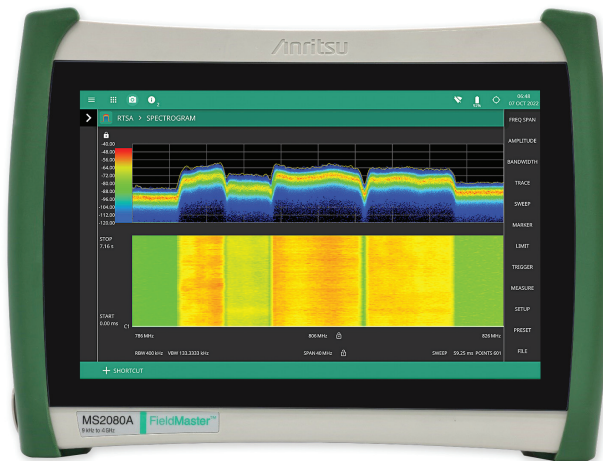 Anritsu
06:48
2
92%
07 OCT 2022
RTSA > SPECTROGRAM
FREQ SPAN
AMPLITUDE
BANDWIDTH
TRACE
SWEEP
MARKER
LIMIT
TRIGGER
MEASURE
SETUP
PRESET
FILE
-40.00
-48.00
-56.00
-64.00
-72.00
-80.00
-88.00
-96.00
-104.00
-112.00
-120.00
STOP
7.16 s
START
0.00 ms
C1
786 MHz
806 MHz
826 MHz
RBW 400 kHz VBW 133.3333 kHz
SPAN 40 MHz
SWEEP 59.25 ms POINTS 601
+ SHORTCUT
MS2080A
FieldMaster™
9 kHz to 4 GHz